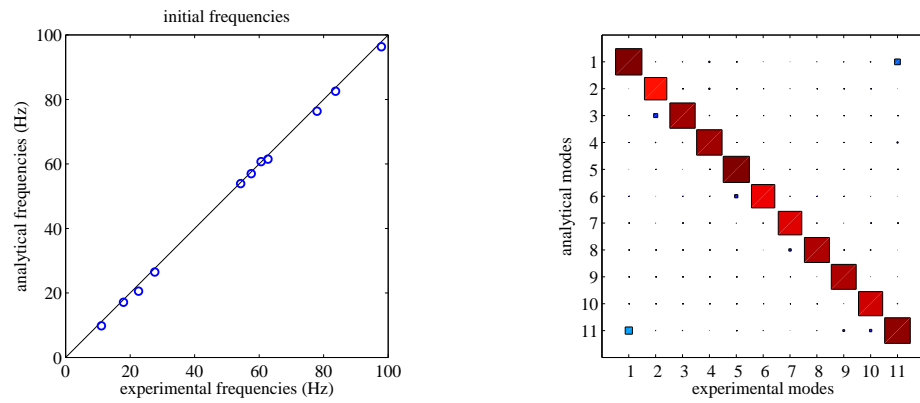 initial frequencies
100
80
60
40
20
0
analytical frequencies (Hz)
0 20 40 60 80 100
experimental frequencies (Hz)
1
2
3
4
5
6
7
8
9
10
11
analytical modes
1 2 3 4 5 6 7 8 9 10 11
experimental modes